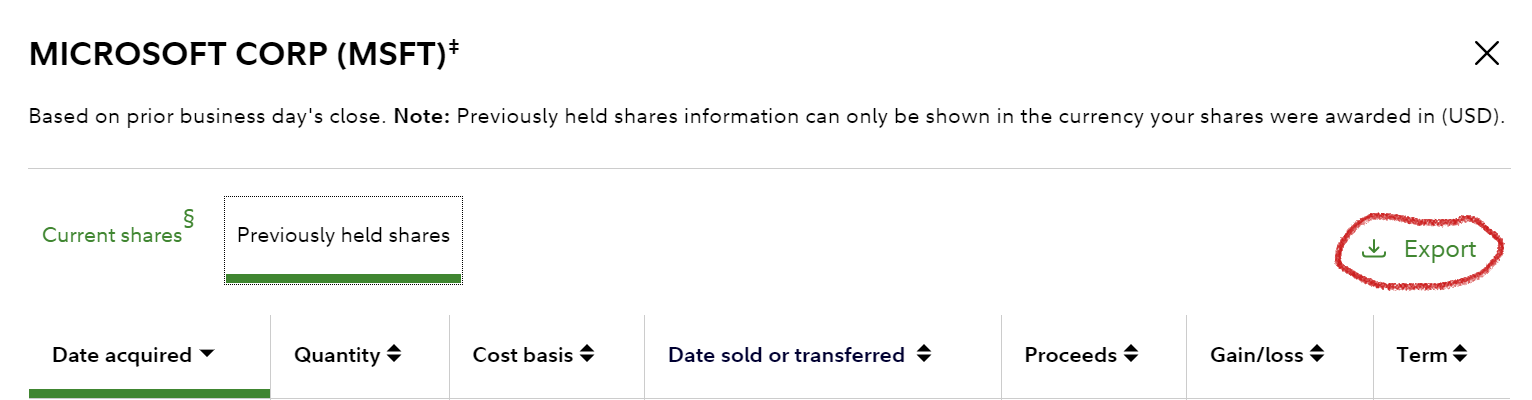 MICROSOFT CORP (MSFT)‡
Based on prior business day's close. Note: Previously held shares information can only be shown in the currency your shares were awarded in (USD).
Current shares§ Previously held shares Export
Date acquired Quantity Cost basis Date sold or transferred Proceeds Gain/loss Term